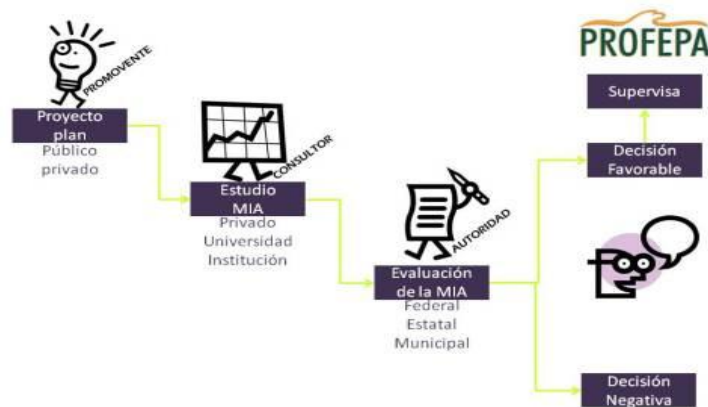 PROMOVENTE
Proyecto
plan
Público
privado
CONSULTOR
Estudio
MIA
Privado
Universidad
Institución
AUTORIDAD
Evaluación
de la MIA
Federal
Estatal
Municipal
PROFEPA
Supervisa
Decisión
Favorable
Decisión
Negativa